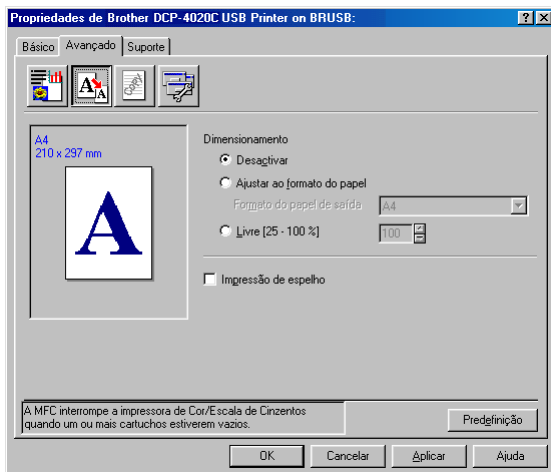 Propriedades de Brother DCP-4020C USB Printer on BRUSB:
Básico Avançado Suporte
A A Copy
A4
210 x 297 mm
A
Dimensionamento
Desactivar
Ajustar ao formato do papel
Formato do papel de saída A4
Livre [25 - 100 %] 100
Impressão de espelho
A MFC interrompe a impressora de Cor/Escala de Cinzentos
quando um ou mais cartuchos estiverem vazios.
Predefinição
OK Cancelar Aplicar Ajuda